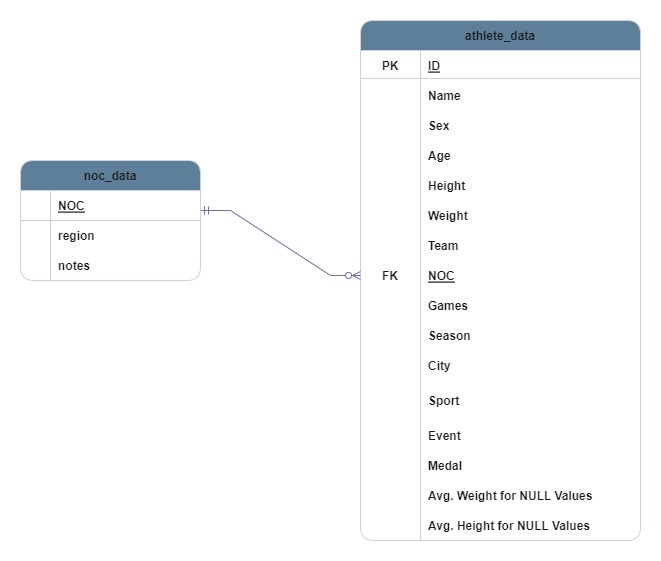 noc_data
NOC
region
notes
athlete_data
PK ID
Name
Sex
Age
Height
Weight
Team
FK NOC
Games
Season
City
Sport
Event
Medal
Avg. Weight for NULL Values
Avg. Height for NULL Values